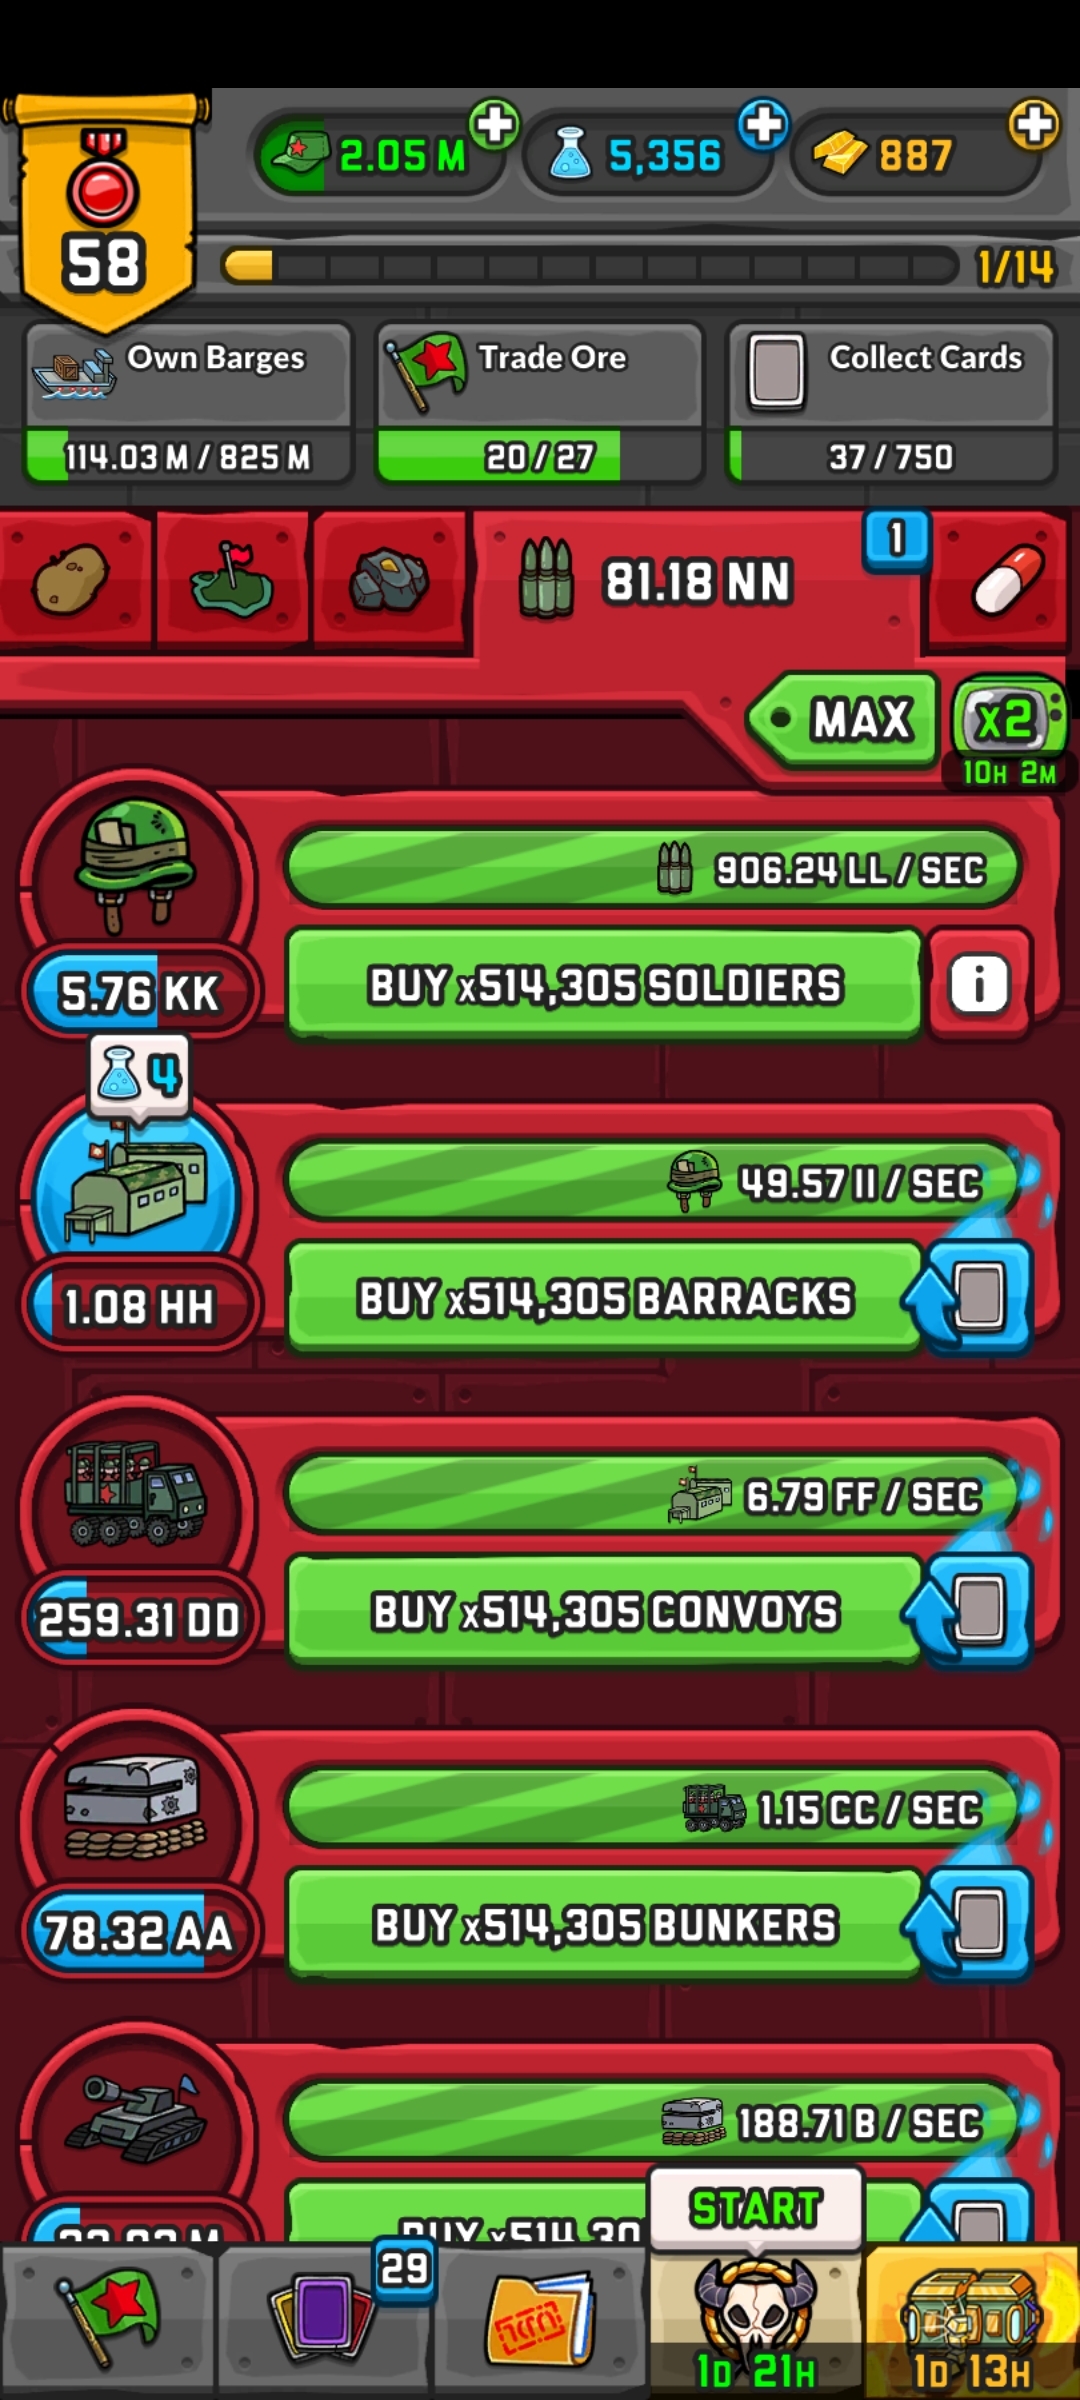 2.05 M
5,356
887
58
1/14
Own Barges
Trade Ore
Collect Cards
114.03 M / 825 M
20 / 27
37 / 750
81.18 NN
1
MAX
x2
10H 2M
906.24 LL / SEC
5.76 KK
BUY x514,305 SOLDIERS
i
4
49.57 II / SEC
1.08 HH
BUY x514,305 BARRACKS
6.79 FF / SEC
259.31 DD
BUY x514,305 CONVOYS
1.15 CC / SEC
78.32 AA
BUY x514,305 BUNKERS
188.71 B / SEC
BUY x514,30
START
29
1D 21H
1D 13H